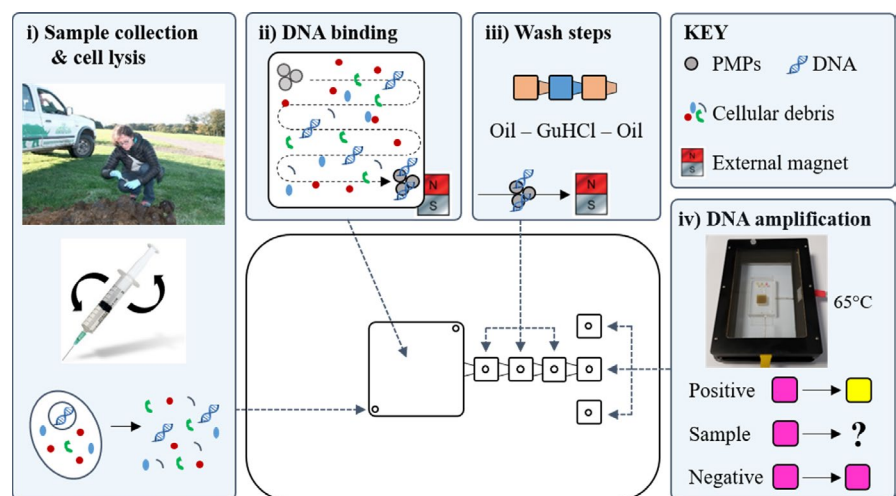 i) Sample collection
& cell lysis
ii) DNA binding
N
S
iii) Wash steps
Oil – GuHCl – Oil
N
S
KEY
PMPs
DNA
Cellular debris
External magnet
iv) DNA amplification
65°C
Positive
Sample
?
Negative